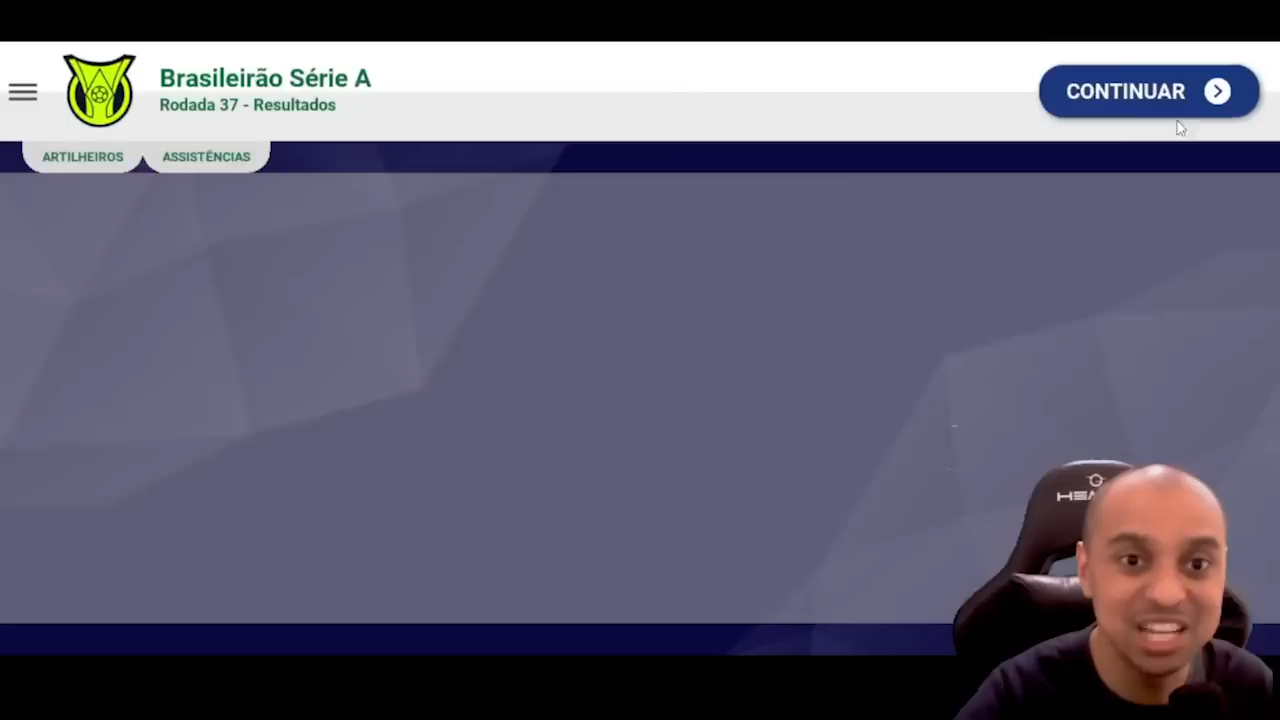 Brasileirão Série A
Rodada 37 - Resultados
CONTINUAR
ARTILHEIROS
ASSISTÊNCIAS